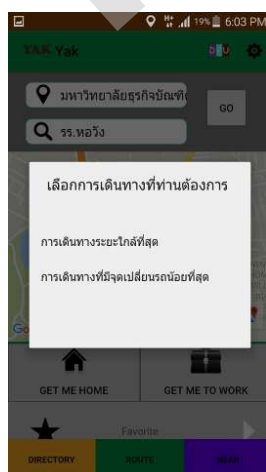 19% 6:03 PM
YAK Yak
มหาวิทยาลัยธุรกิจบัณฑิ
GO
รร.หอวัง
เลือกการเดินทางที่ท่านต้องการ
การเดินทางระยะใกล้ที่สุด
การเดินทางที่มีจุดเปลี่ยนรถน้อยที่สุด
Go
GET ME HOME
GET ME TO WORK
Favorite
DIRECTORY
ROUTE